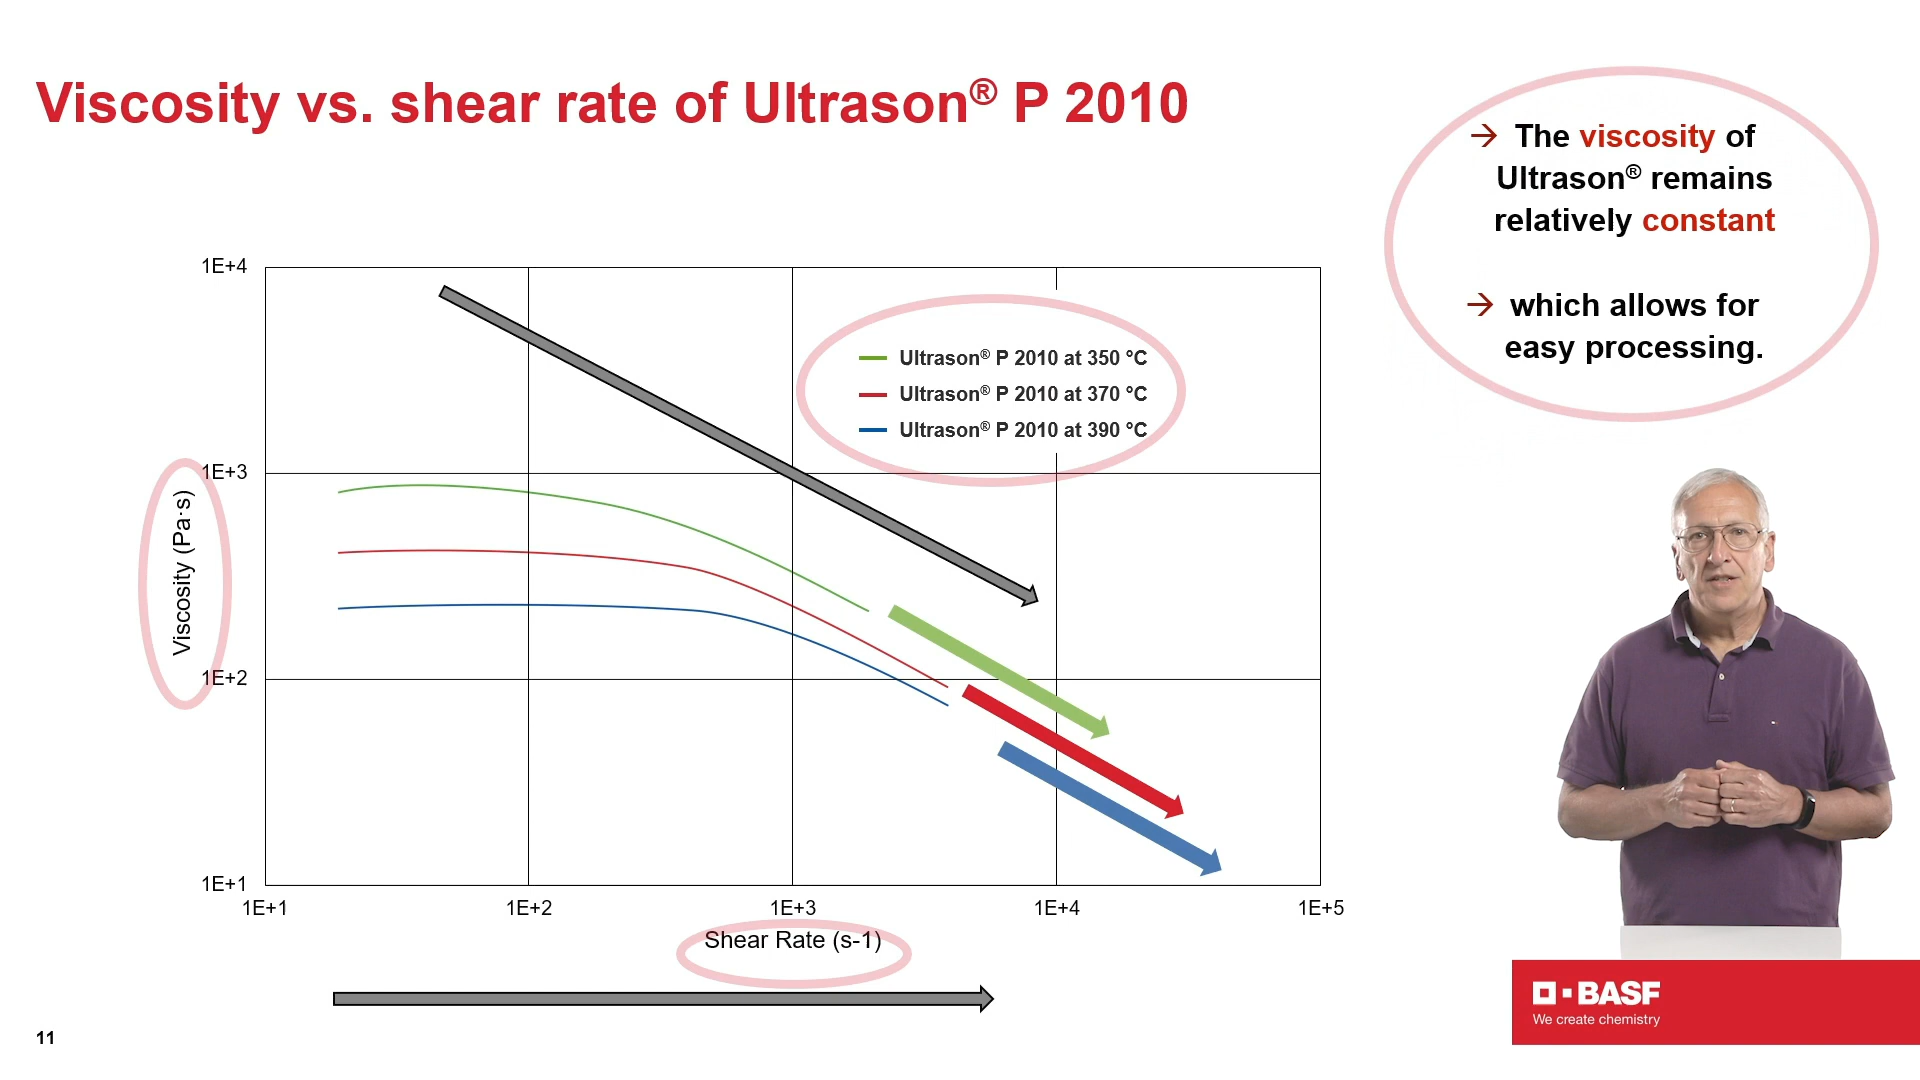 Viscosity vs. shear rate of Ultrason® P 2010
→ The viscosity of
Ultrason® remains
relatively constant
→ which allows for
easy processing.
1E+4
1E+3
1E+2
1E+1
Viscosity (Pa·s)
Ultrason® P 2010 at 350 °C
Ultrason® P 2010 at 370 °C
Ultrason® P 2010 at 390 °C
1E+1 1E+2 1E+3 1E+4 1E+5
Shear Rate (s-1)
BASF
We create chemistry
11